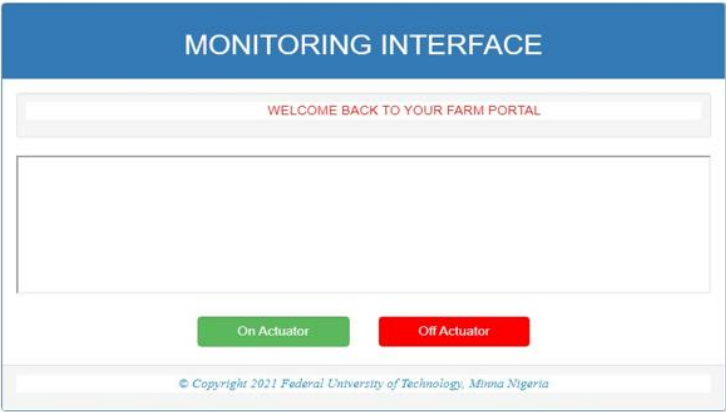 MONITORING INTERFACE
WELCOME BACK TO YOUR FARM PORTAL
On Actuator
Off Actuator
© Copyright 2021 Federal University of Technology, Minna Nigeria